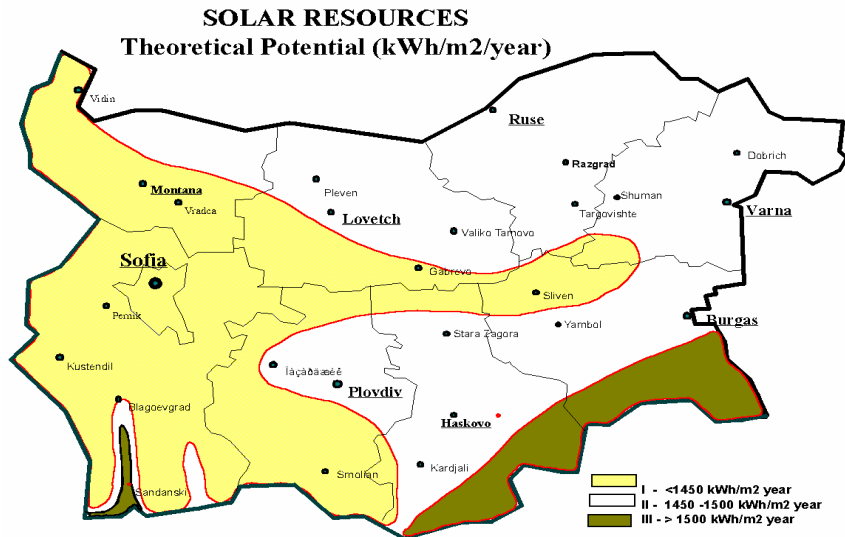 SOLAR RESOURCES
Theoretical Potential (kWh/m2/year)
Vidin
Ruse
Montana
Vradca
Pleven
Lovetch
Razgrad
Dobrich
Shuman
Targovishte
Varna
Valiko Tarnovo
Sofia
Gabrevo
Sliven
Pernik
Stara Zagora
Yambol
Burgas
Kustendil
Ìàçàðäæèê
Plovdiv
Blagoevgrad
Haskovo
Smolian
Kardjali
Sandanski
I - <1450 kWh/m2 year
II - 1450 -1500 kWh/m2 year
III - > 1500 kWh/m2 year